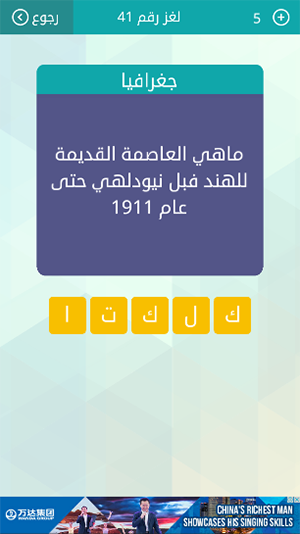 رجوع
لغز رقم 41
5
جغرافيا
ماهي العاصمة القديمة
للهند فبل نيودلهي حتى
عام 1911
ك ل ك ت ا
万达集团
CHINA'S RICHEST MAN
SHOWCASES HIS SINGING SKILLS